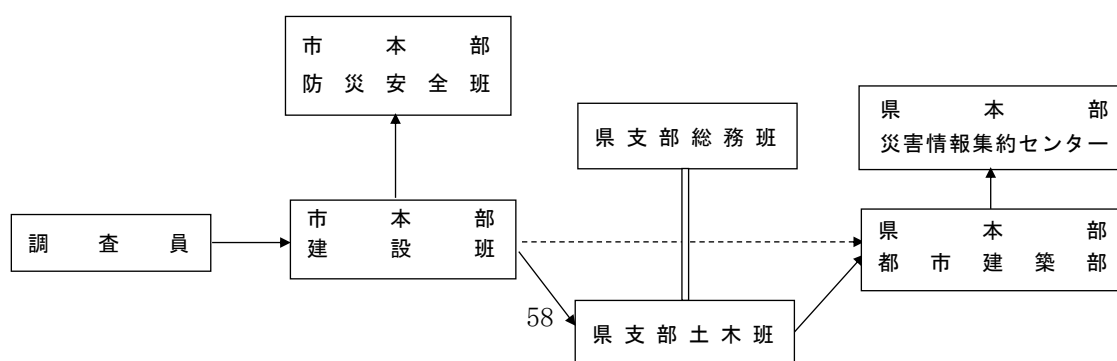 市本部
防災安全班
県支部総務班
県本部
災害情報集約センター
調査員
市本部
建設班
県本部
都市建築部
58
県支部土木班